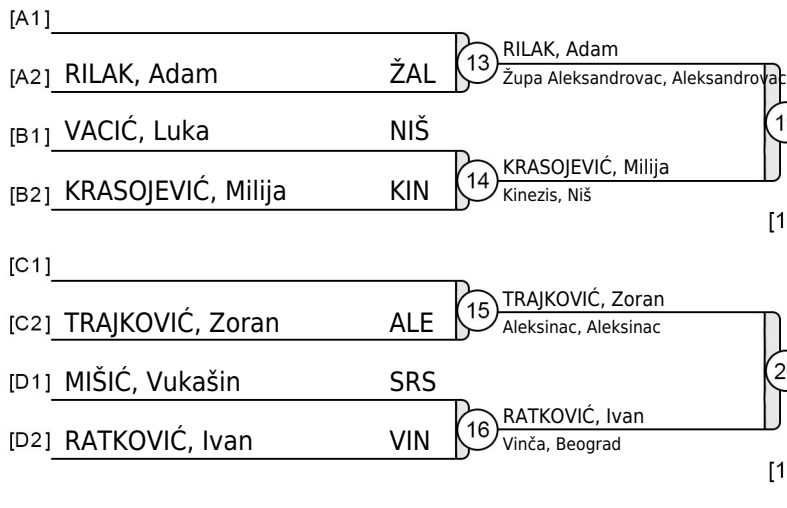 [A1]
[A2] RILAK, Adam ŽAL
13
RILAK, Adam
Župa Aleksandrovac, Aleksandrovac
[B1] VACIĆ, Luka NIŠ
[B2] KRASOJEVIĆ, Milija KIN
14
KRASOJEVIĆ, Milija
Kinezis, Niš
[C1]
[C2] TRAJKOVIĆ, Zoran ALE
15
TRAJKOVIĆ, Zoran
Aleksinac, Aleksinac
[D1] MIŠIĆ, Vukašin SRS
[D2] RATKOVIĆ, Ivan VIN
16
RATKOVIĆ, Ivan
Vinča, Beograd